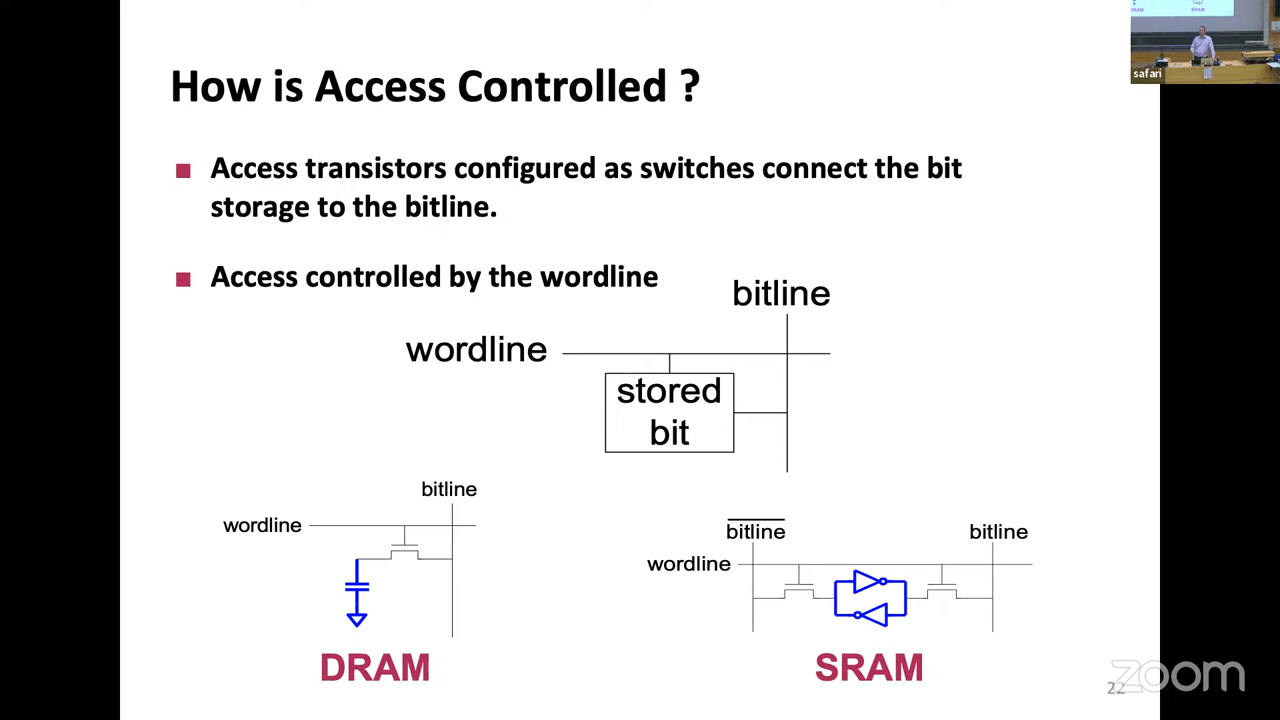 How is Access Controlled ?
Access transistors configured as switches connect the bit
storage to the bitline.
Access controlled by the wordline
bitline
wordline
stored
bit
bitline
wordline
DRAM
bitline
bitline
wordline
SRAM
safari
22
zoom